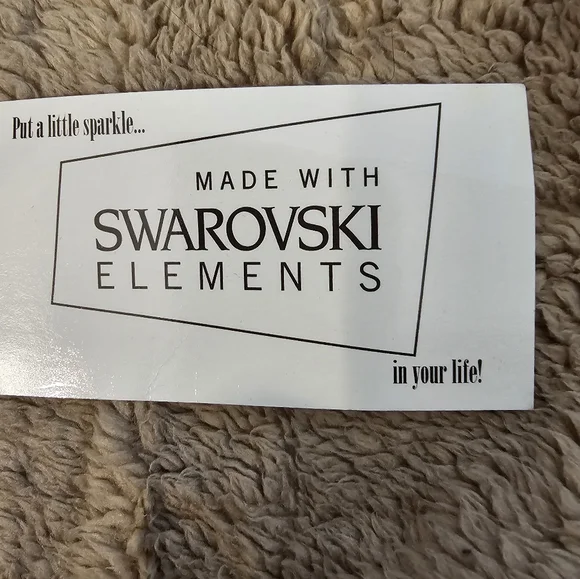 Put a little sparkle...
MADE WITH
SWAROVSKI
ELEMENTS
in your life!